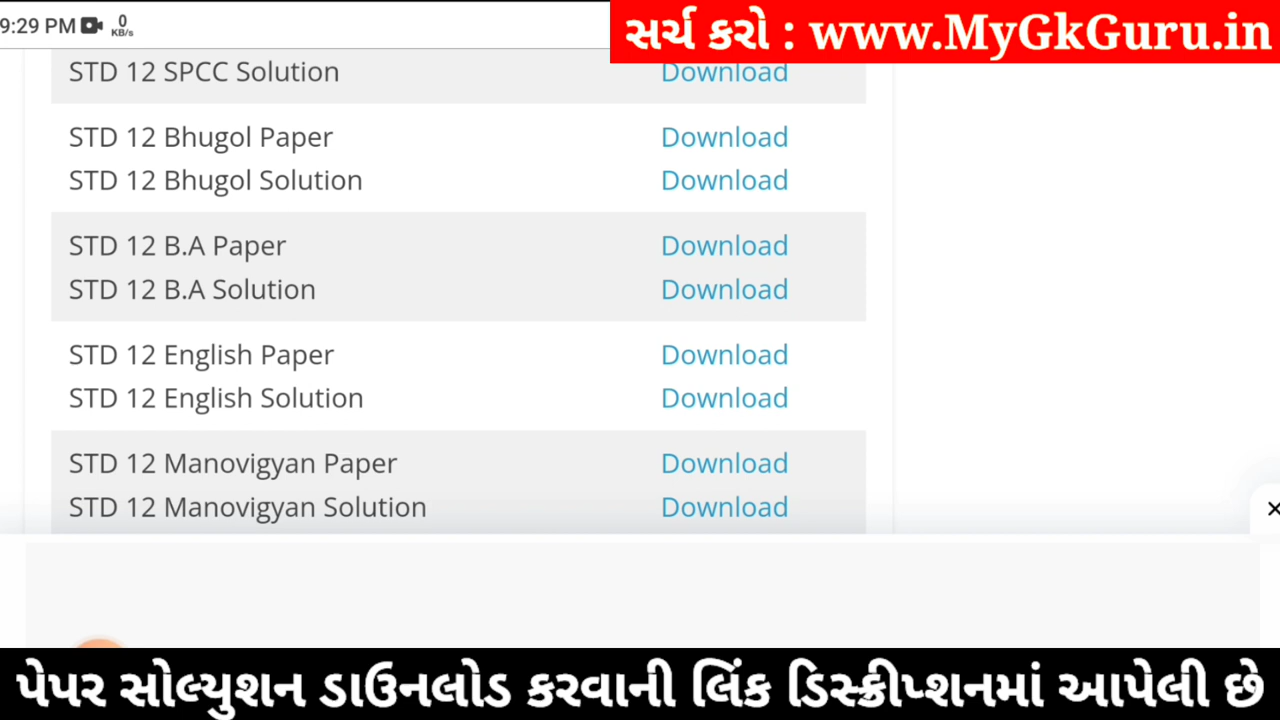 9:29 PM 0 KB/s
સર્ચ કરો : www.MyGkGuru.in
STD 12 SPCC Solution Download
STD 12 Bhugol Paper Download
STD 12 Bhugol Solution Download
STD 12 B.A Paper Download
STD 12 B.A Solution Download
STD 12 English Paper Download
STD 12 English Solution Download
STD 12 Manovigyan Paper Download
STD 12 Manovigyan Solution Download
પેપર સોલ્યુશન ડાઉનલોડ કરવાની લિંક ડિસ્ક્રીપ્શનમાં આપેલી છે